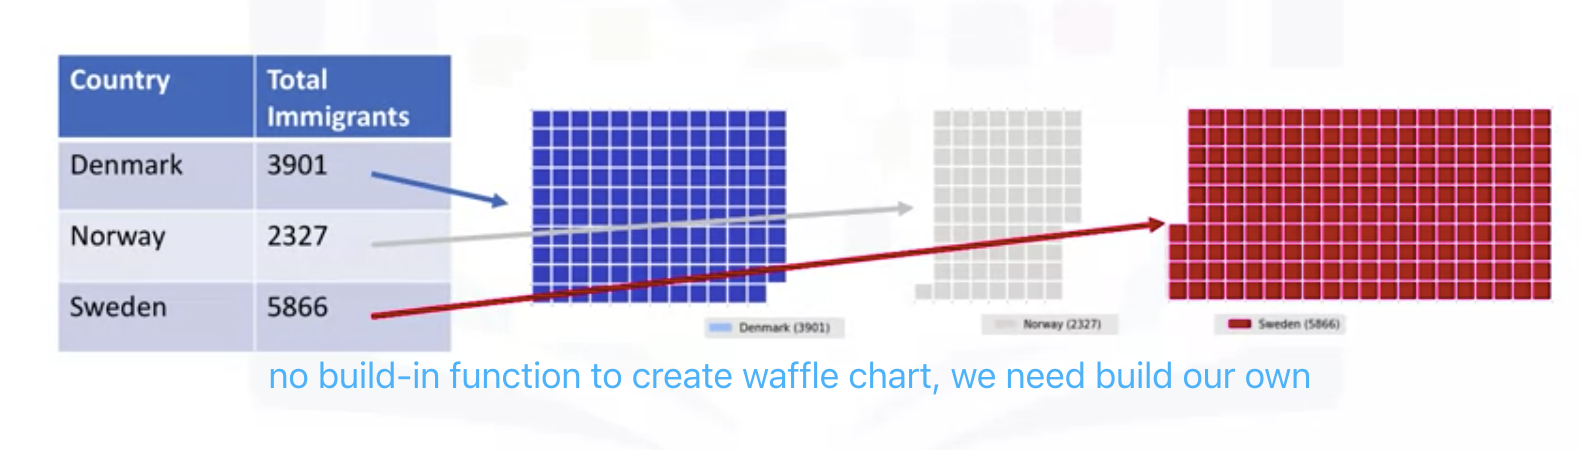 Country
Total
Immigrants
Denmark
3901
Norway
2327
Sweden
5866
Denmark (3901)
Norway (2327)
Sweden (5866)
no build-in function to create waffle chart, we need build our own